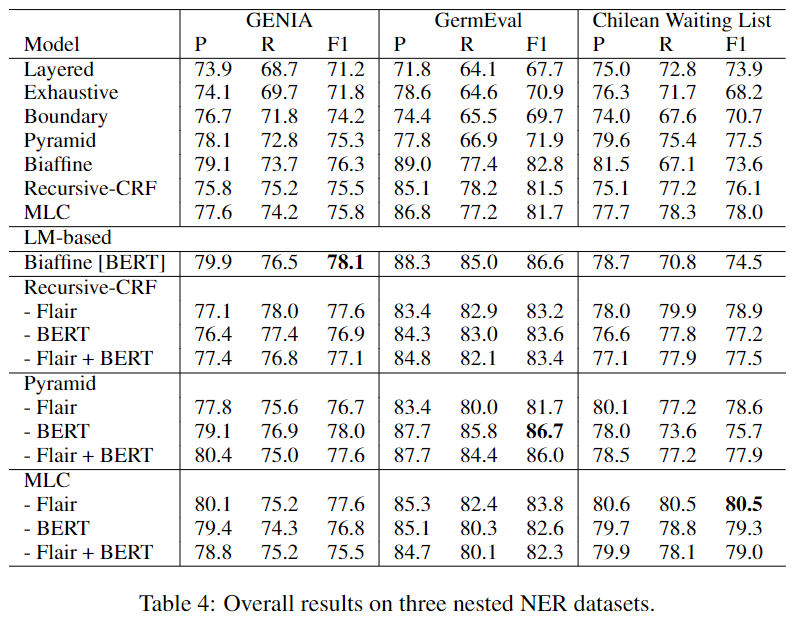 GENIA GermEval Chilean Waiting List
Model P R F1 P R F1 P R F1
Layered 73.9 68.7 71.2 71.8 64.1 67.7 75.0 72.8 73.9
Exhaustive 74.1 69.7 71.8 78.6 64.6 70.9 76.3 71.7 68.2
Boundary 76.7 71.8 74.2 74.4 65.5 69.7 74.0 67.6 70.7
Pyramid 78.1 72.8 75.3 77.8 66.9 71.9 79.6 75.4 77.5
Biaffine 79.1 73.7 76.3 89.0 77.4 82.8 81.5 67.1 73.6
Recursive-CRF 75.8 75.2 75.5 85.1 78.2 81.5 75.1 77.2 76.1
MLC 77.6 74.2 75.8 86.8 77.2 81.7 77.7 78.3 78.0
LM-based
Biaffine [BERT] 79.9 76.5 78.1 88.3 85.0 86.6 78.7 70.8 74.5
Recursive-CRF
- Flair 77.1 78.0 77.6 83.4 82.9 83.2 78.0 79.9 78.9
- BERT 76.4 77.4 76.9 84.3 83.0 83.6 76.6 77.8 77.2
- Flair + BERT 77.4 76.8 77.1 84.8 82.1 83.4 77.1 77.9 77.5
Pyramid
- Flair 77.8 75.6 76.7 83.4 80.0 81.7 80.1 77.2 78.6
- BERT 79.1 76.9 78.0 87.7 85.8 86.7 78.0 73.6 75.7
- Flair + BERT 80.4 75.0 77.6 87.7 84.4 86.0 78.5 77.2 77.9
MLC
- Flair 80.1 75.2 77.6 85.3 82.4 83.8 80.6 80.5 80.5
- BERT 79.4 74.3 76.8 85.1 80.3 82.6 79.7 78.8 79.3
- Flair + BERT 78.8 75.2 75.5 84.7 80.1 82.3 79.9 78.1 79.0
Table 4: Overall results on three nested NER datasets.